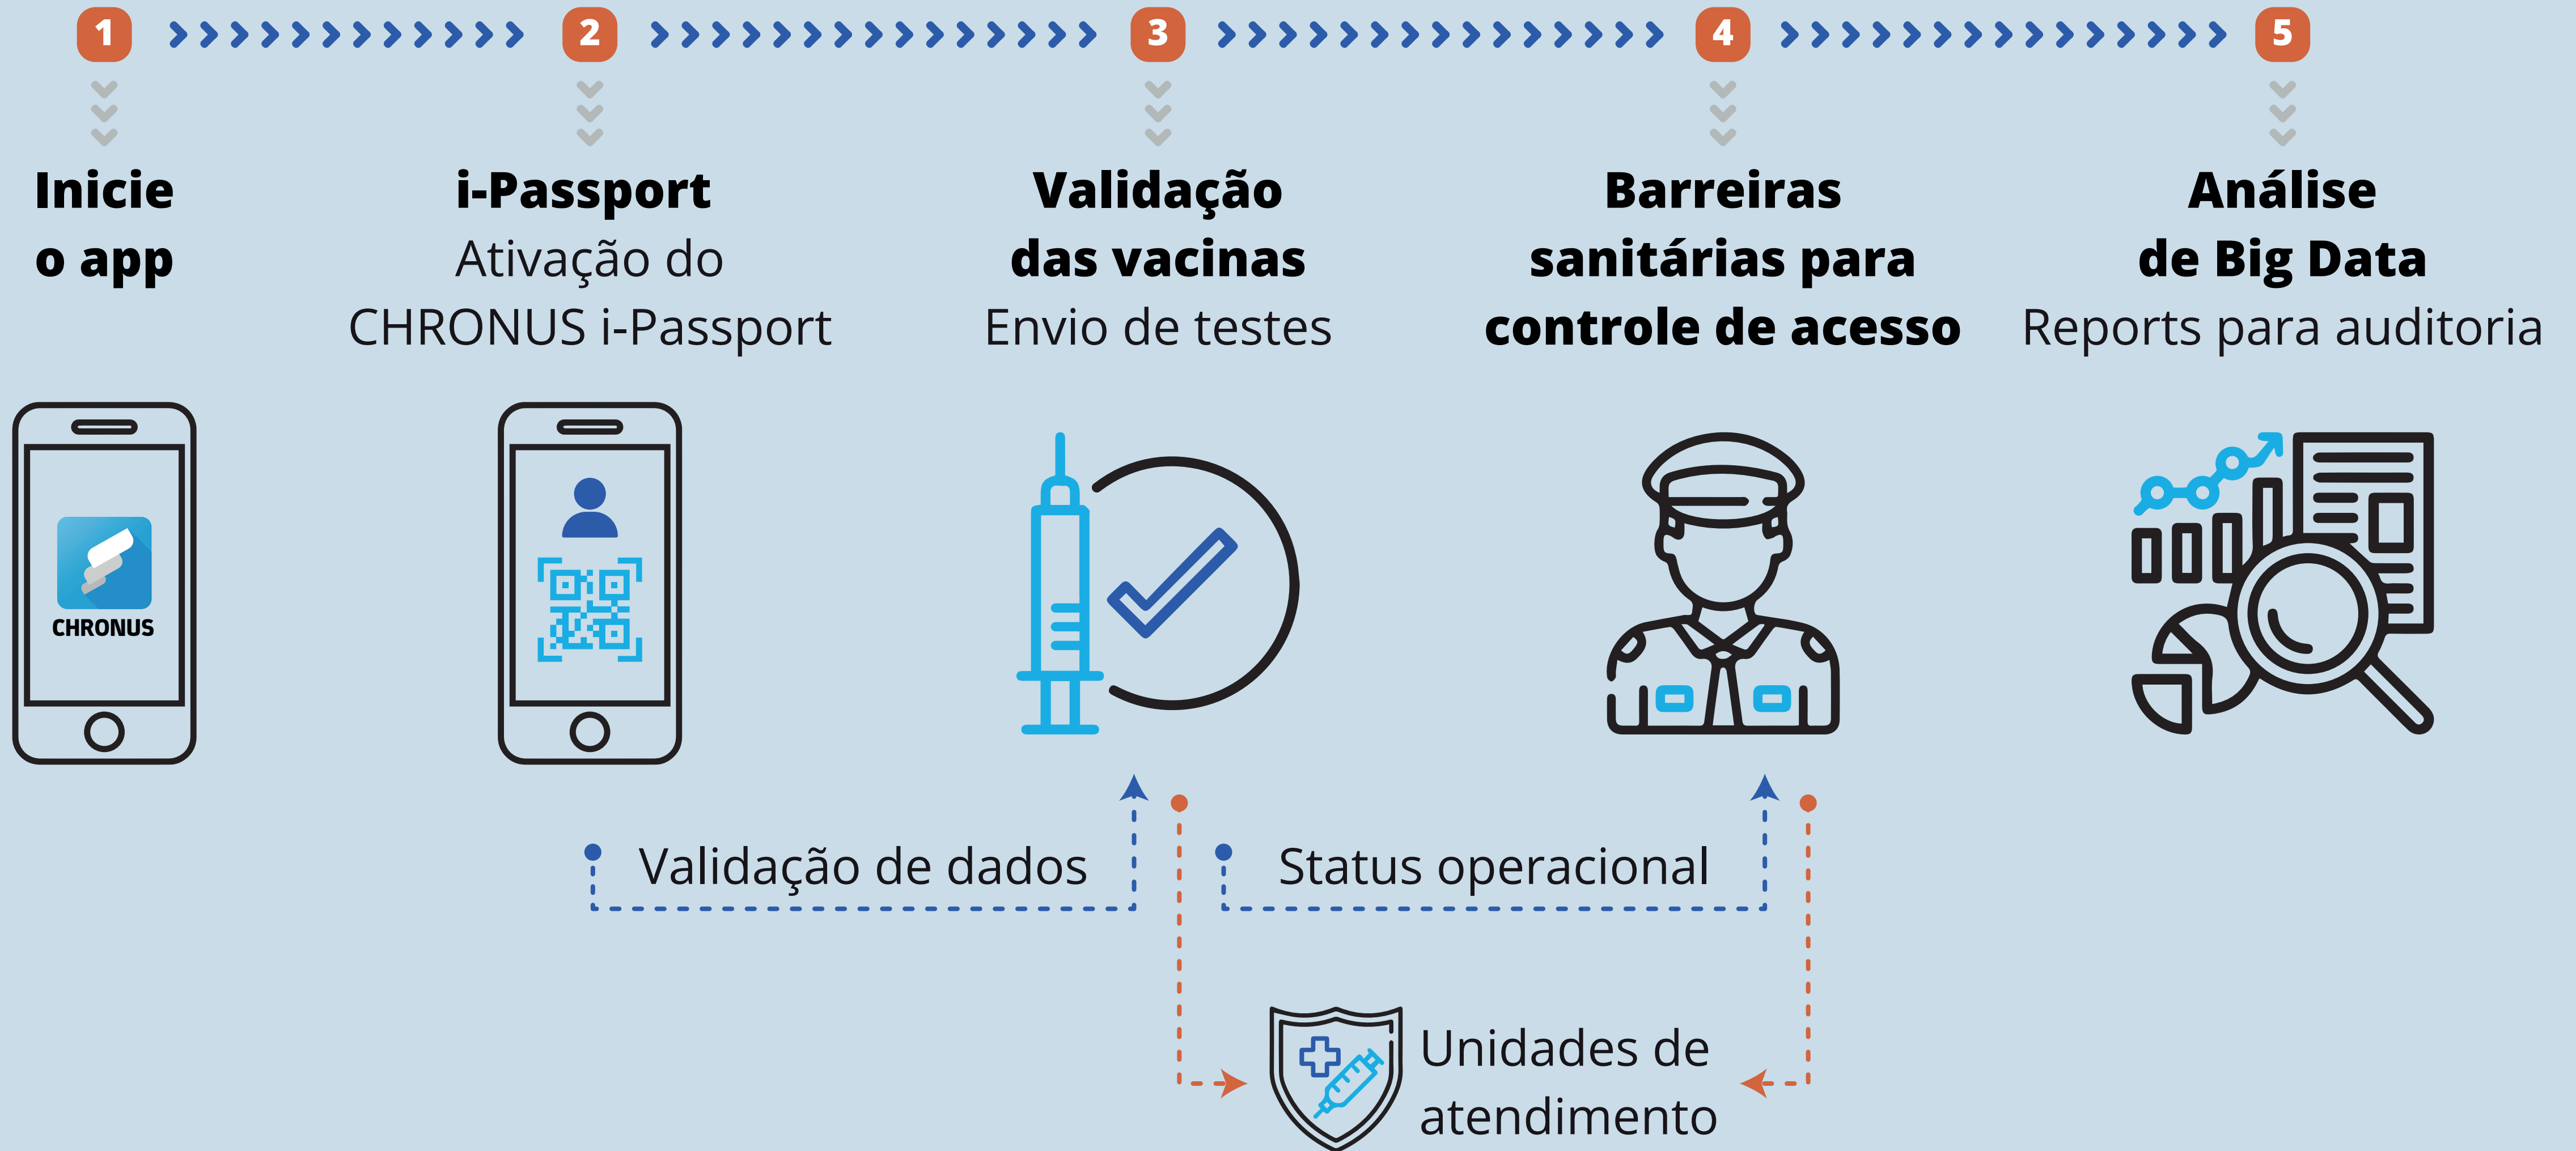 1
2
3
4
5
Inicie
o app
i-Passport
Ativação do
CHRONUS i-Passport
Validação
das vacinas
Envio de testes
Barreiras
sanitárias para
controle de acesso
Análise
de Big Data
Reports para auditoria
CHRONUS
Validação de dados
Status operacional
Unidades de
atendimento